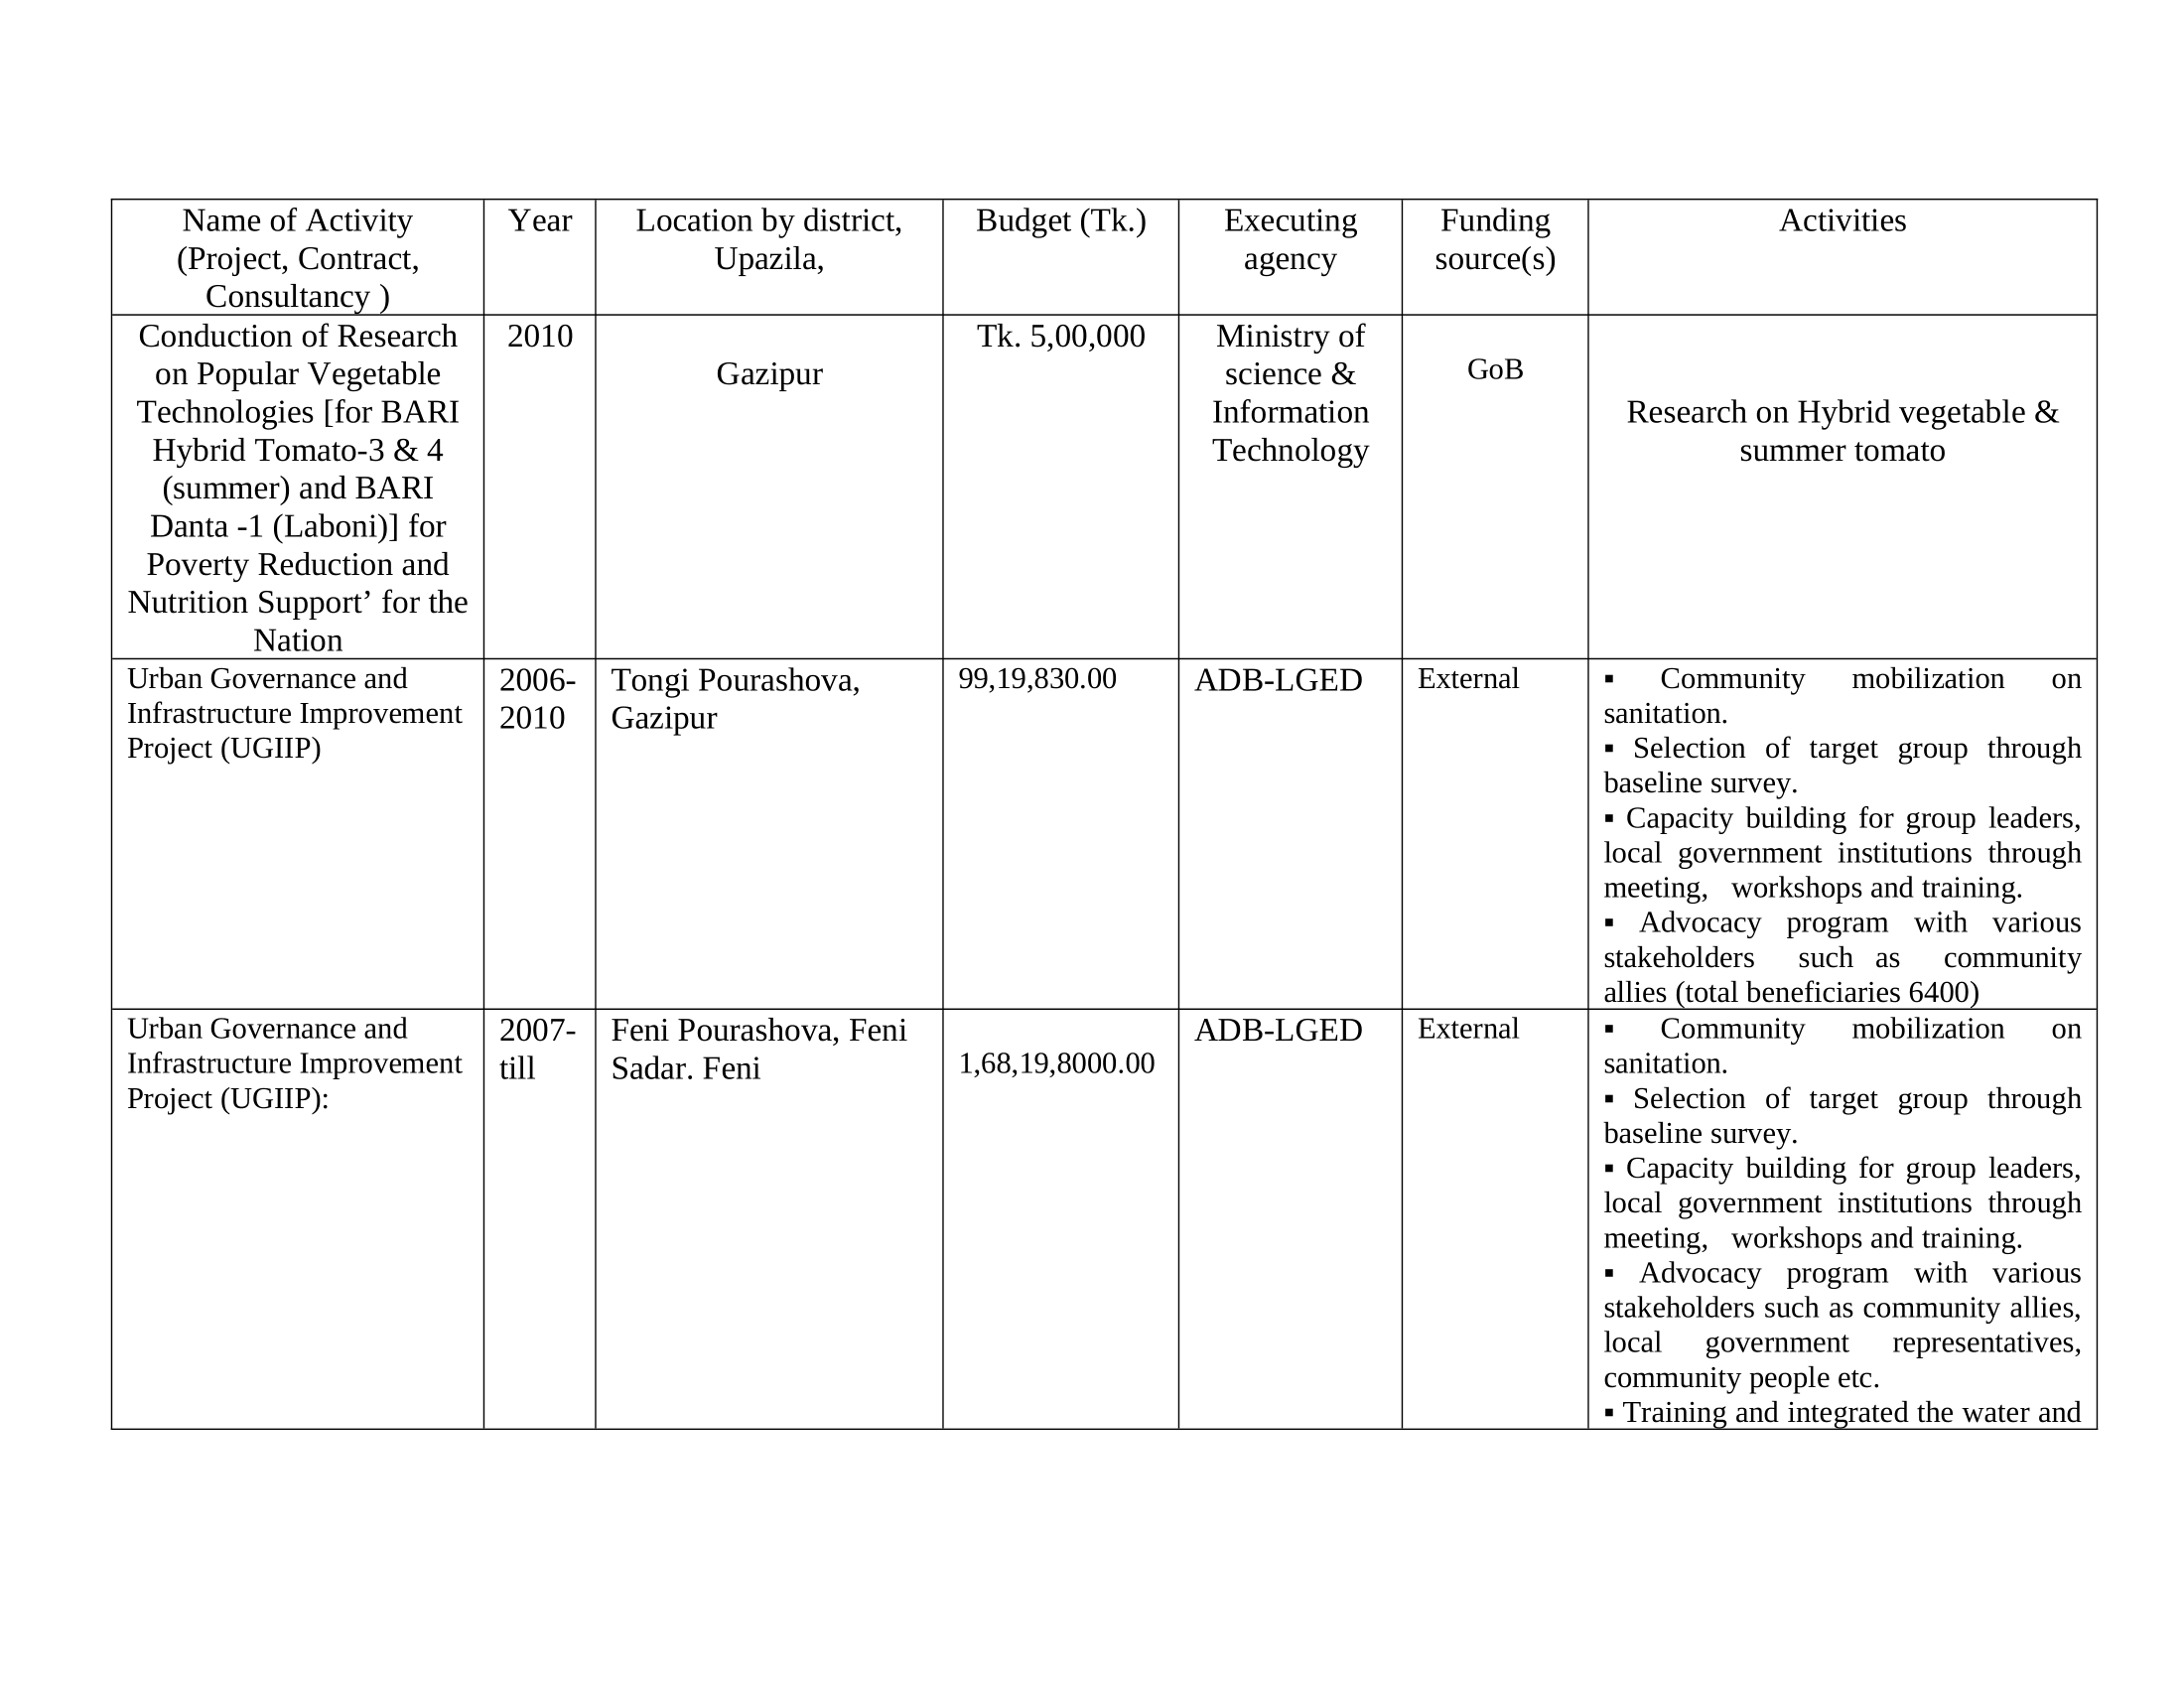 Name of Activity
(Project, Contract,
Consultancy )
Year
Location by district,
Upazila,
Budget (Tk.)
Executing
agency
Funding
source(s)
Activities
Conduction of Research
on Popular Vegetable
Technologies [for BARI
Hybrid Tomato-3 & 4
(summer) and BARI
Danta -1 (Laboni)] for
Poverty Reduction and
Nutrition Support’ for the
Nation
2010
Gazipur
Tk. 5,00,000
Ministry of
science &
Information
Technology
GoB
Research on Hybrid vegetable &
summer tomato
Urban Governance and
Infrastructure Improvement
Project (UGIIP)
2006-
2010
Tongi Pourashova,
Gazipur
99,19,830.00
ADB-LGED
External
▪ Community mobilization on
sanitation.
▪ Selection of target group through
baseline survey.
▪ Capacity building for group leaders,
local government institutions through
meeting, workshops and training.
▪ Advocacy program with various
stakeholders such as community
allies (total beneficiaries 6400)
Urban Governance and
Infrastructure Improvement
Project (UGIIP):
2007-
till
Feni Pourashova, Feni
Sadar. Feni
1,68,19,8000.00
ADB-LGED
External
▪ Community mobilization on
sanitation.
▪ Selection of target group through
baseline survey.
▪ Capacity building for group leaders,
local government institutions through
meeting, workshops and training.
▪ Advocacy program with various
stakeholders such as community allies,
local government representatives,
community people etc.
▪ Training and integrated the water and